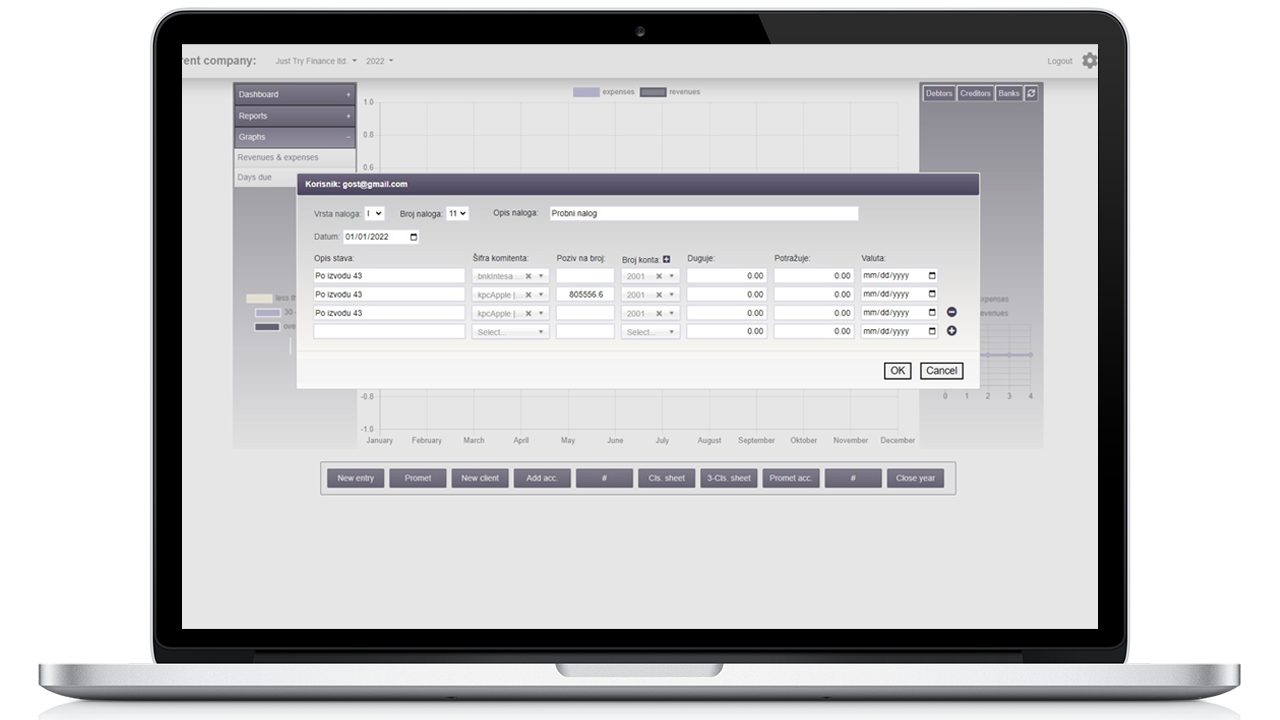 rent company: Just Try Finance ltd. 2022 Logout
Dashboard +
Reports +
Graphs −
Revenues & expenses
Days due
expenses revenues
1.0
0.8
0.6
Debtors Creditors Banks
Korisnik: gost@gmail.com
Vrsta naloga: I Broj naloga: 11 Opis naloga: Probni nalog
Datum: 01/01/2022
Opis stava: Šifra komitenta: Poziv na broj: Broj konta: Duguje: Potražuje: Valuta:
Po izvodu 43 bnkIntesa ... 2001 0.00 0.00 mm/dd/yyyy
Po izvodu 43 kpcApple |... 805556.6 2001 0.00 0.00 mm/dd/yyyy
Po izvodu 43 kpcApple |... 2001 0.00 0.00 mm/dd/yyyy
Select... Select... 0.00 0.00 mm/dd/yyyy
OK Cancel
less th
30 -
ove
xpenses
evenues
0 1 2 3 4
-0.8
-1.0
January February March April May June July August September Oktober November December
New entry Promet New client Add acc. # Cls. sheet 3-Cls. sheet Promet acc. # Close year